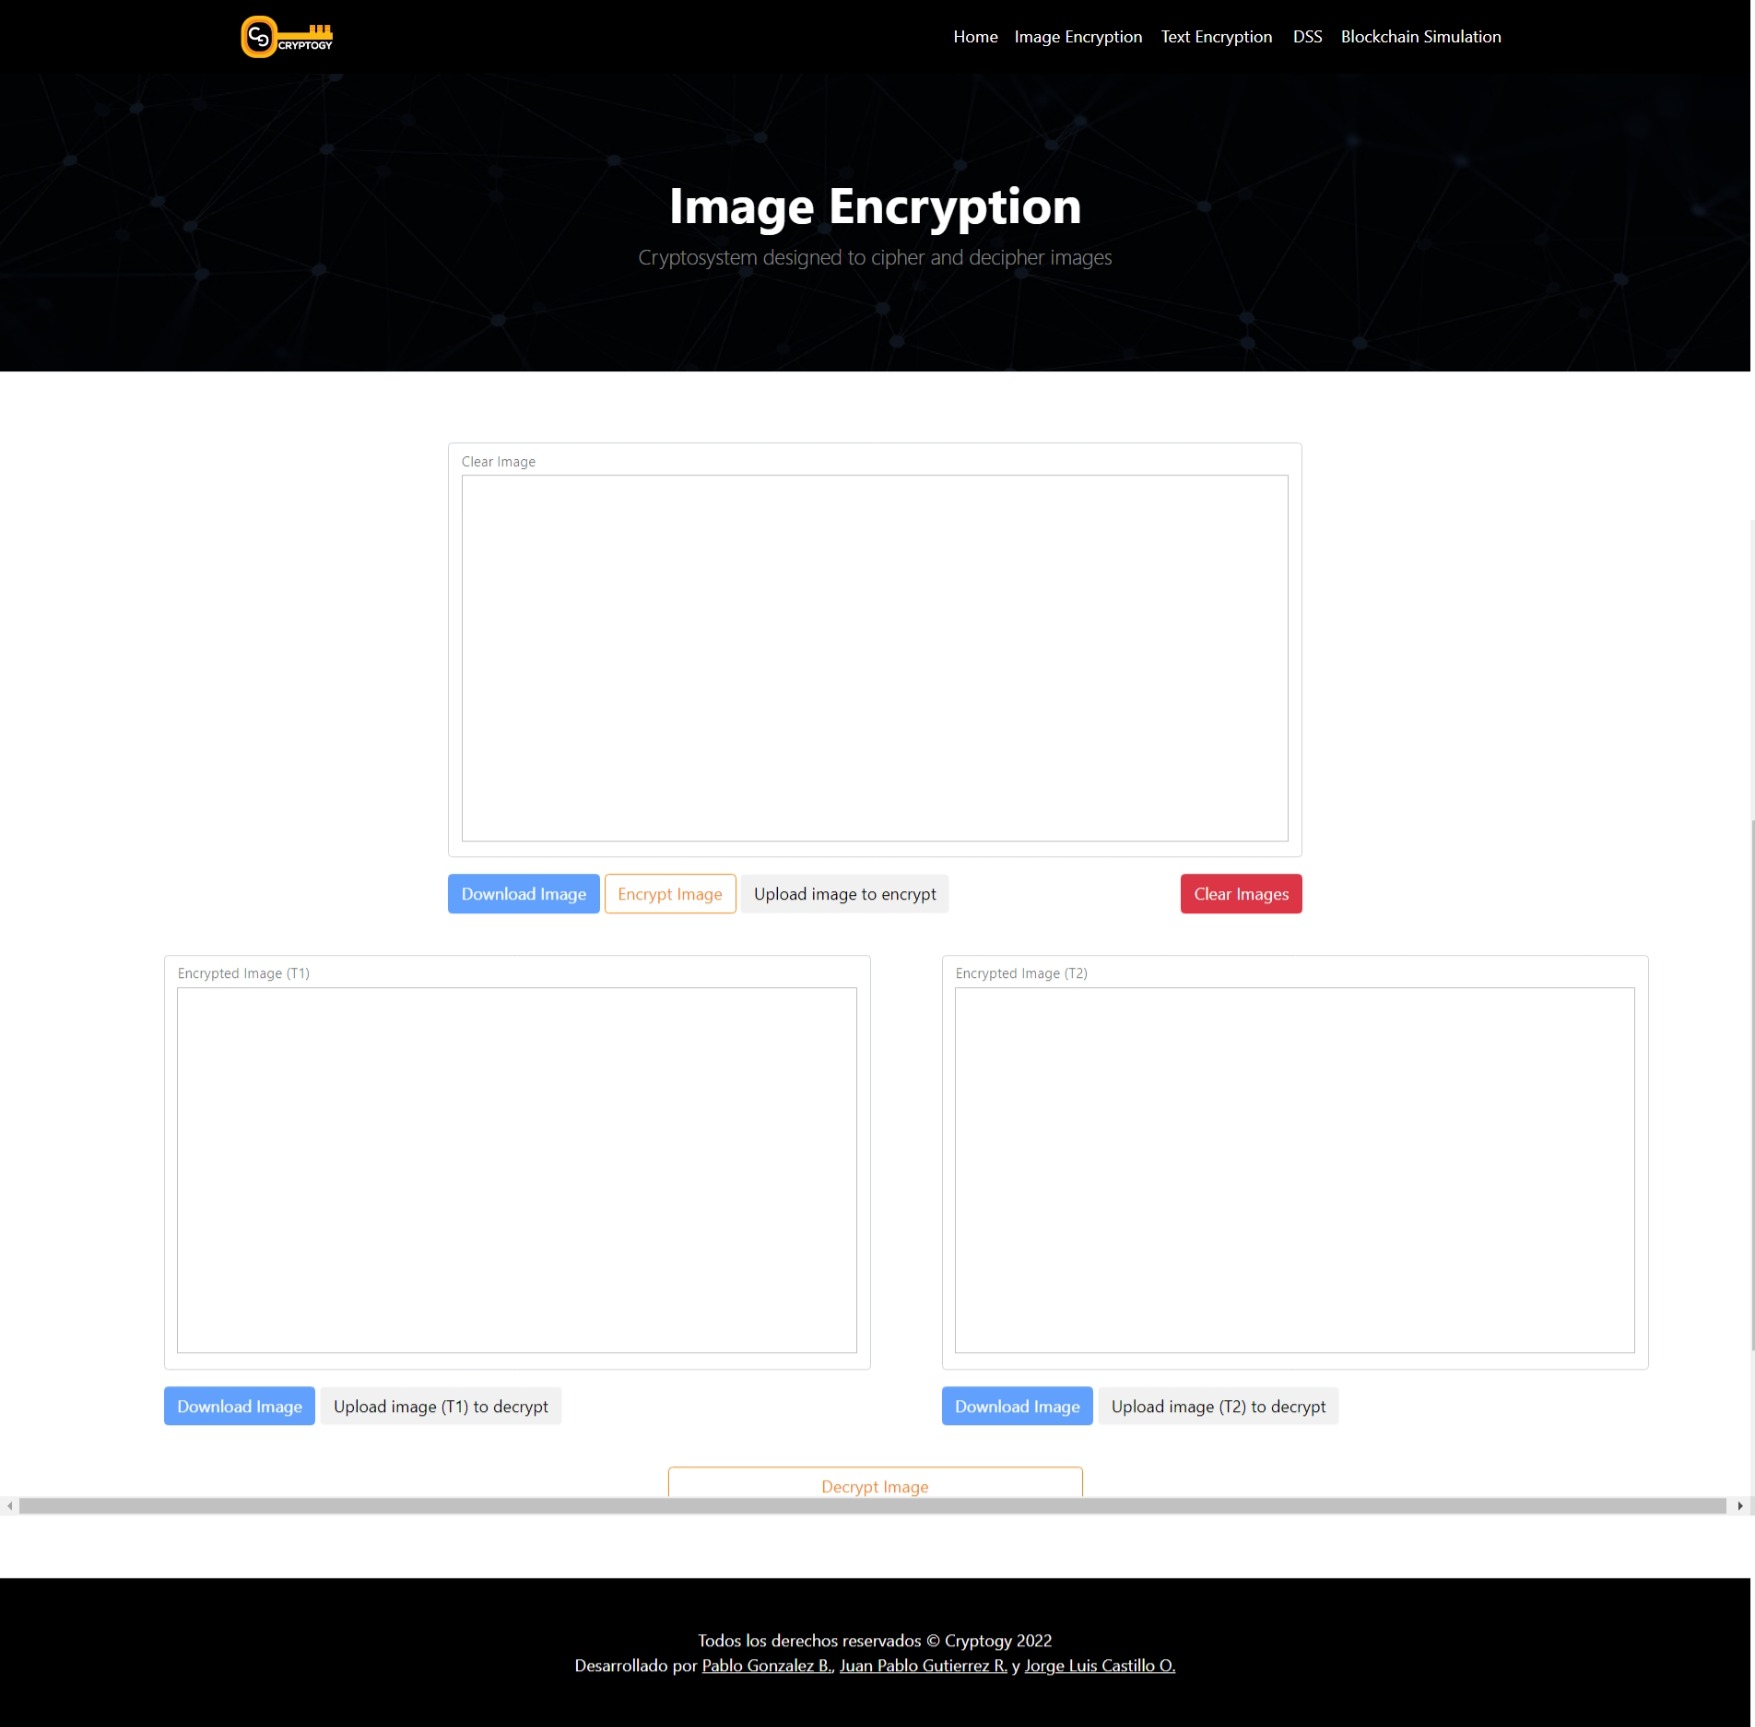 CG CRYPTOGY
Home Image Encryption Text Encryption DSS Blockchain Simulation
Image Encryption
Cryptosystem designed to cipher and decipher images
Clear Image
Download Image Encrypt Image Upload image to encrypt Clear Images
Encrypted Image (T1)
Encrypted Image (T2)
Download Image Upload image (T1) to decrypt
Download Image Upload image (T2) to decrypt
Decrypt Image
Todos los derechos reservados © Cryptogy 2022
Desarrollado por Pablo Gonzalez B., Juan Pablo Gutierrez R. y Jorge Luis Castillo O.